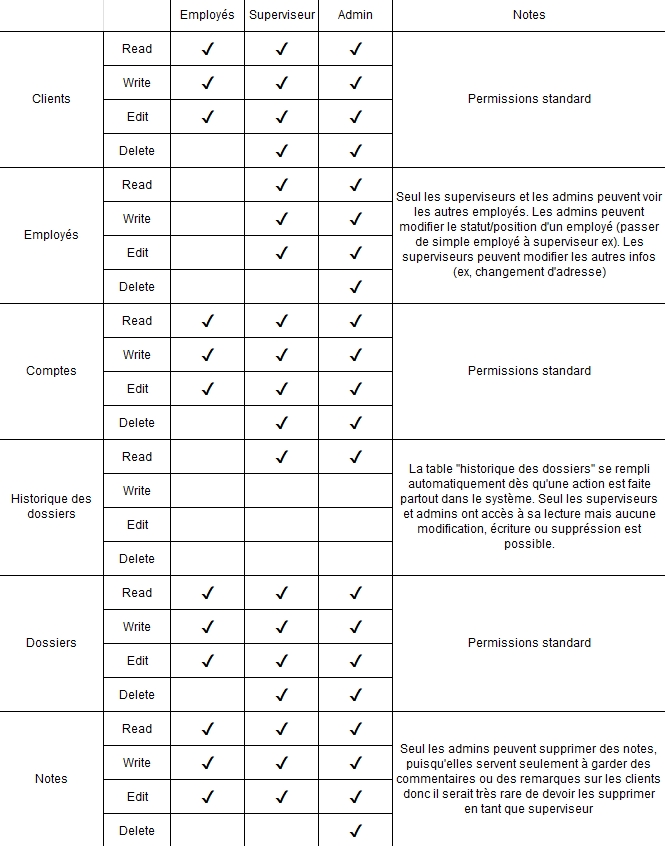 Employés Superviseur Admin Notes
Read ✓ ✓ ✓
Write ✓ ✓ ✓
Clients
Permissions standard
Edit ✓ ✓ ✓
Delete ✓ ✓
Read ✓ ✓
Write ✓ ✓
Employés
Edit ✓ ✓
Delete ✓
Seul les superviseurs et les admins peuvent voir
les autres employés. Les admins peuvent
modifier le statut/position d'un employé (passer
de simple employé à superviseur ex). Les
superviseurs peuvent modifier les autres infos
(ex, changement d'adresse)
Read ✓ ✓ ✓
Write ✓ ✓ ✓
Comptes
Permissions standard
Edit ✓ ✓ ✓
Delete ✓ ✓
Read ✓ ✓
Write
Historique des
dossiers
Edit
Delete
La table "historique des dossiers" se rempli
automatiquement dès qu'une action est faite
partout dans le système. Seul les superviseurs
et admins ont accès à sa lecture mais aucune
modification, écriture ou suppréssion est
possible.
Read ✓ ✓ ✓
Write ✓ ✓ ✓
Dossiers
Permissions standard
Edit ✓ ✓ ✓
Delete ✓ ✓
Read ✓ ✓ ✓
Write ✓ ✓ ✓
Notes
Edit ✓ ✓ ✓
Delete ✓
Seul les admins peuvent supprimer des notes,
puisqu'elles servent seulement à garder des
commentaires ou des remarques sur les clients
donc il serait très rare de devoir les supprimer
en tant que superviseur